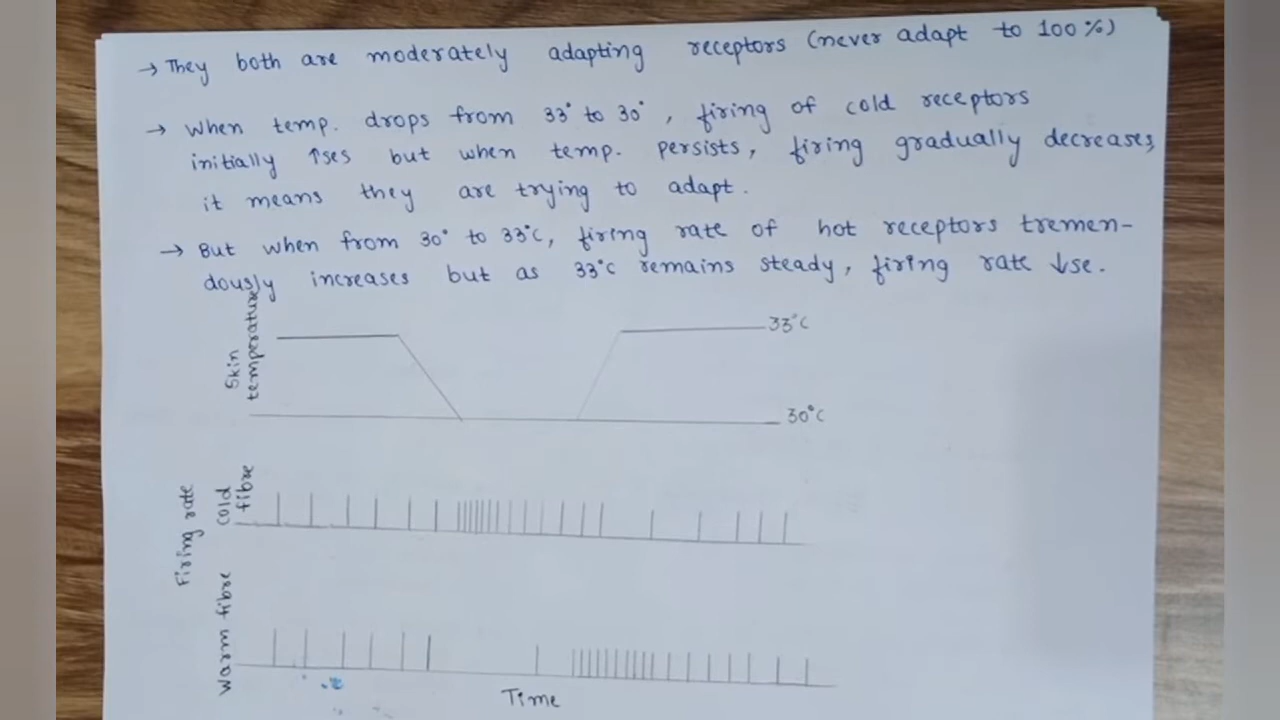 → They both are moderately adapting receptors (never adapt to 100%)
→ When temp. drops from 33° to 30°, firing of cold receptors
initially ↑ses but when temp. persists, firing gradually decreases,
it means they are trying to adapt.
→ But when from 30° to 33°C, firing rate of hot receptors tremen-
dously increases but as 33°C remains steady, firing rate ↓se.
Skin
temperature
33°C
30°C
Firing rate
cold
fibre
Warm fibre
Time